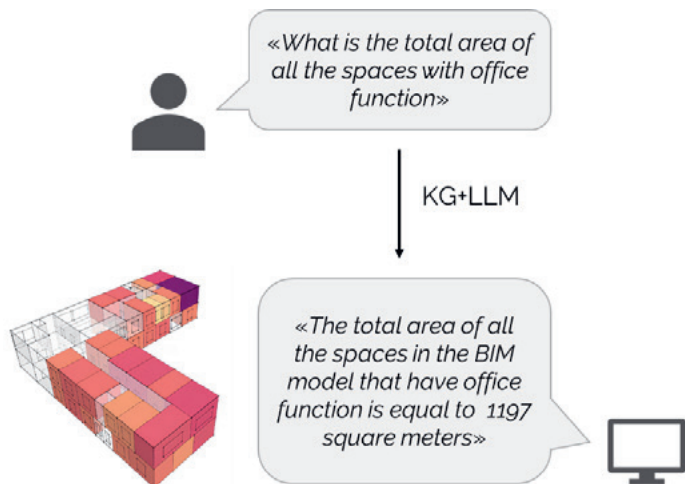 «What is the total area of
all the spaces with office
function»
KG+LLM
«The total area of all
the spaces in the BIM
model that have office
function is equal to 1197
square meters»